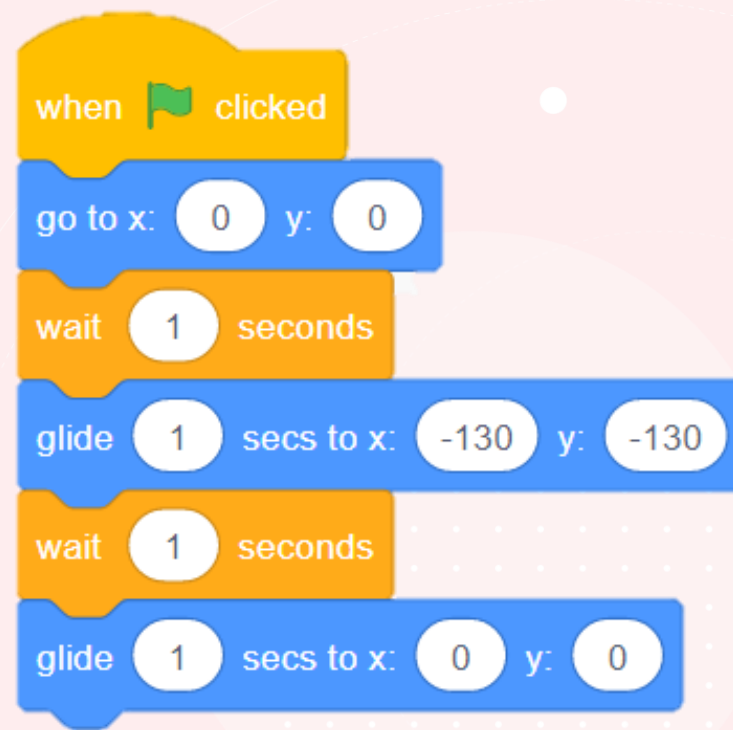 when clicked
go to x: 0 y: 0
wait 1 seconds
glide 1 secs to x: -130 y: -130
wait 1 seconds
glide 1 secs to x: 0 y: 0